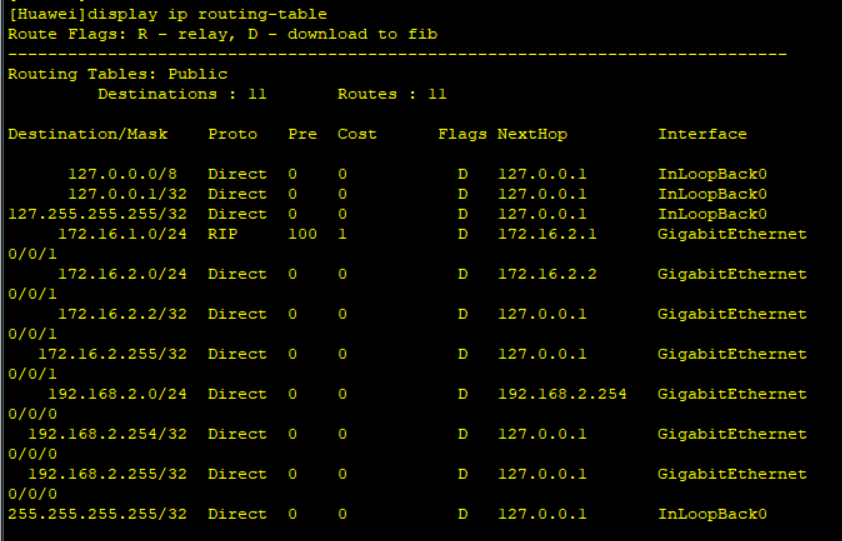 [Huawei]display ip routing-table
Route Flags: R - relay, D - download to fib
------------------------------------------------------------------------------
Routing Tables: Public
         Destinations : 11       Routes : 11

Destination/Mask    Proto   Pre  Cost      Flags NextHop         Interface

      127.0.0.0/8   Direct  0    0           D   127.0.0.1       InLoopBack0
      127.0.0.1/32  Direct  0    0           D   127.0.0.1       InLoopBack0
127.255.255.255/32  Direct  0    0           D   127.0.0.1       InLoopBack0
     172.16.1.0/24  RIP     100  1           D   172.16.2.1      GigabitEthernet
0/0/1
     172.16.2.0/24  Direct  0    0           D   172.16.2.2      GigabitEthernet
0/0/1
     172.16.2.2/32  Direct  0    0           D   127.0.0.1       GigabitEthernet
0/0/1
   172.16.2.255/32  Direct  0    0           D   127.0.0.1       GigabitEthernet
0/0/1
    192.168.2.0/24  Direct  0    0           D   192.168.2.254   GigabitEthernet
0/0/0
  192.168.2.254/32  Direct  0    0           D   127.0.0.1       GigabitEthernet
0/0/0
  192.168.2.255/32  Direct  0    0           D   127.0.0.1       GigabitEthernet
0/0/0
255.255.255.255/32  Direct  0    0           D   127.0.0.1       InLoopBack0